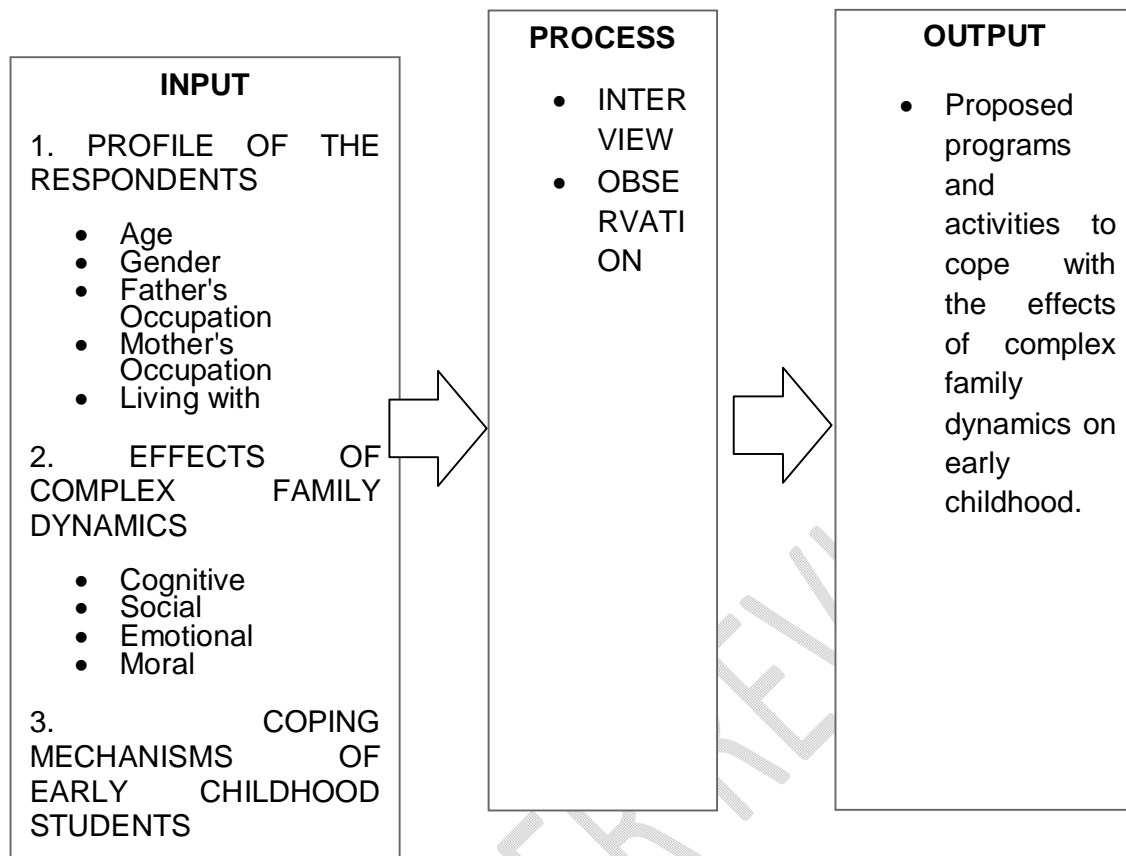 INPUT
1. PROFILE OF THE
RESPONDENTS
• Age
• Gender
• Father's
Occupation
• Mother's
Occupation
• Living with
2. EFFECTS OF
COMPLEX FAMILY
DYNAMICS
• Cognitive
• Social
• Emotional
• Moral
3. COPING
MECHANISMS OF
EARLY CHILDHOOD
STUDENTS
PROCESS
• INTER
VIEW
• OBSE
RVATI
ON
OUTPUT
• Proposed
programs
and
activities to
cope with
the effects
of complex
family
dynamics on
early
childhood.